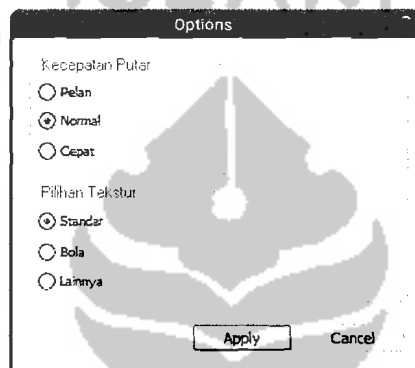 Options
Kecepatan Putar
Pelan
Normal
Cepat
Pilihan Tekstur
Standar
Bola
Lainnya
Apply Cancel